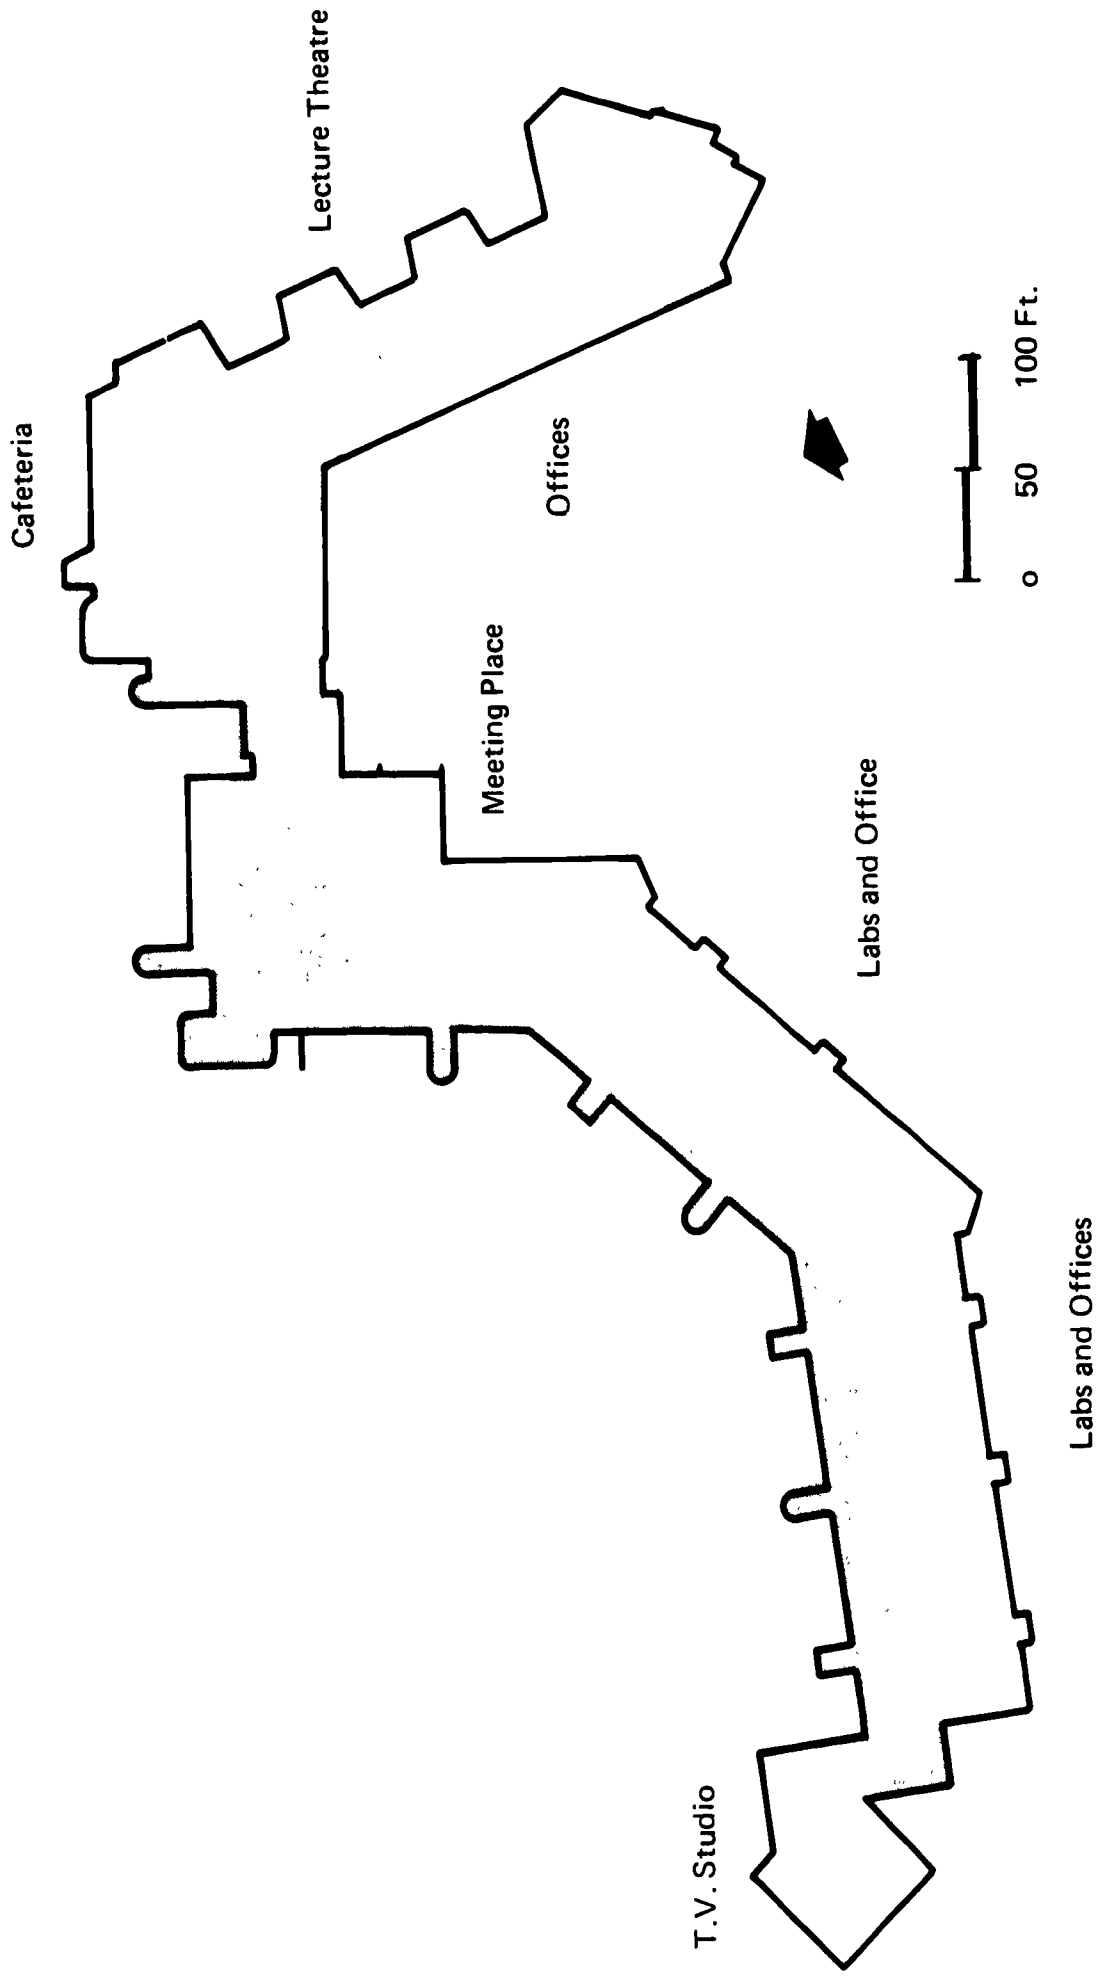 Cafeteria
Lecture Theatre
Offices
Meeting Place
Labs and Office
Labs and Offices
T.V. Studio
0 50 100 Ft.